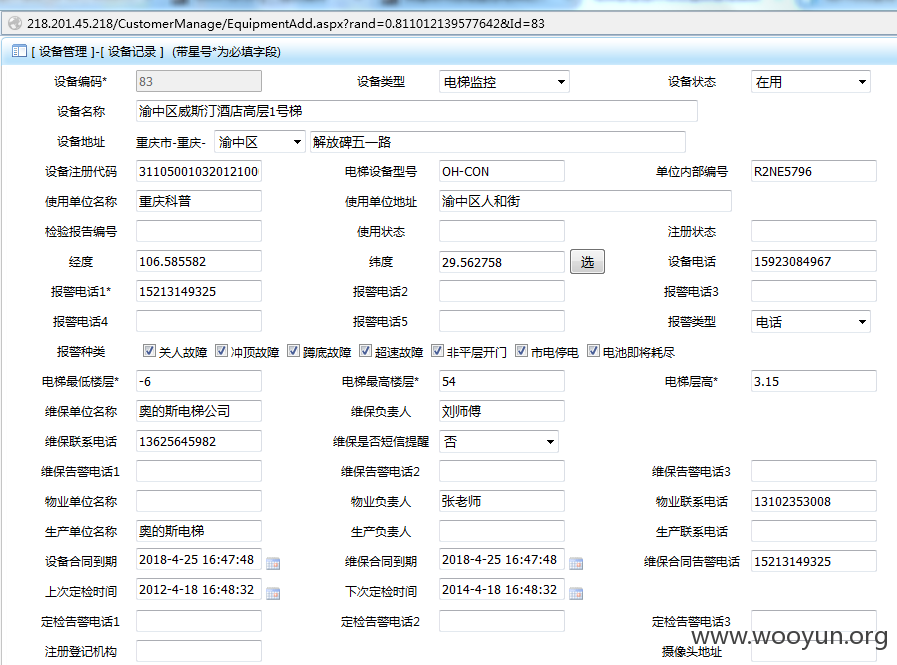 218.201.45.218/CustomerManage/EquipmentAdd.aspx?rand=0.811012139577642&Id=83
[ 设备管理 ]-[ 设备记录 ] (带星号*为必填字段)
设备编码* 83 设备类型 电梯监控 设备状态 在用
设备名称 渝中区威斯汀酒店高层1号梯
设备地址 重庆市-重庆- 渝中区 解放碑五一路
设备注册代码 31105001032012100 电梯设备型号 OH-CON 单位内部编号 R2NE5796
使用单位名称 重庆科普 使用单位地址 渝中区人和街
检验报告编号 使用状态 注册状态
经度 106.585582 纬度 29.562758 选 设备电话 15923084967
报警电话1* 15213149325 报警电话2 报警电话3
报警电话4 报警电话5 报警类型 电话
报警种类 关人故障 冲顶故障 蹲底故障 超速故障 非平层开门 市电停电 电池即将耗尽
电梯最低楼层* -6 电梯最高楼层* 54 电梯层高* 3.15
维保单位名称 奥的斯电梯公司 维保负责人 刘师傅
维保联系电话 13625645982 维保是否短信提醒 否
维保告警电话1 维保告警电话2 维保告警电话3
物业单位名称 物业负责人 张老师 物业联系电话 13102353008
生产单位名称 奥的斯电梯 生产负责人 生产联系电话
设备合同到期 2018-4-25 16:47:48 维保合同到期 2018-4-25 16:47:48 维保合同告警电话 15213149325
上次定检时间 2012-4-18 16:48:32 下次定检时间 2014-4-18 16:48:32
定检告警电话1 定检告警电话2 定检告警电话3
注册登记机构 摄像头地址
www.wooyun.org